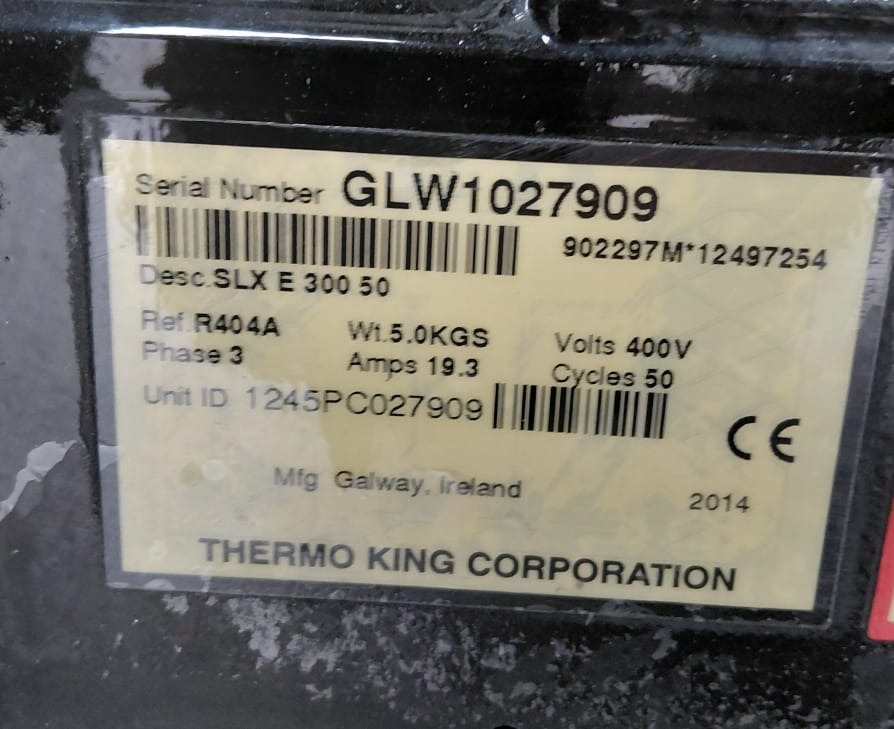 Serial Number GLW1027909
902297M*12497254
Desc.SLX E 300 50
Ref.R404A Wt.5.0KGS Volts 400V
Phase 3 Amps 19.3 Cycles 50
Unit ID 1245PC027909
CE
Mfg Galway, Ireland 2014
THERMO KING CORPORATION